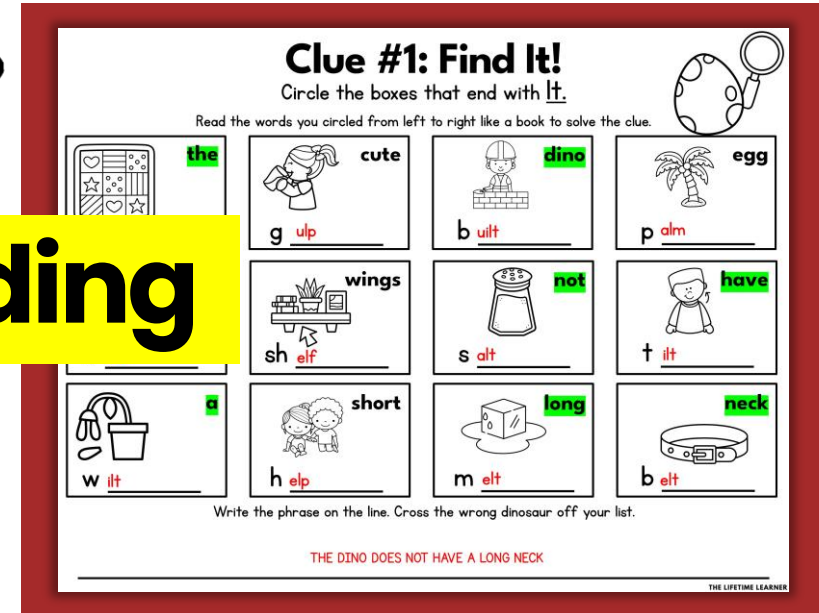 Clue #1: Find It!
Circle the boxes that end with lt.
Read the words you circled from left to right like a book to solve the clue.
the cute dino egg
g ulp b uilt p alm
ding
wings not have
sh elf s alt t ilt
a short long neck
w ilt h elp m elt b elt
Write the phrase on the line. Cross the wrong dinosaur off your list.
THE DINO DOES NOT HAVE A LONG NECK
THE LIFETIME LEARNER